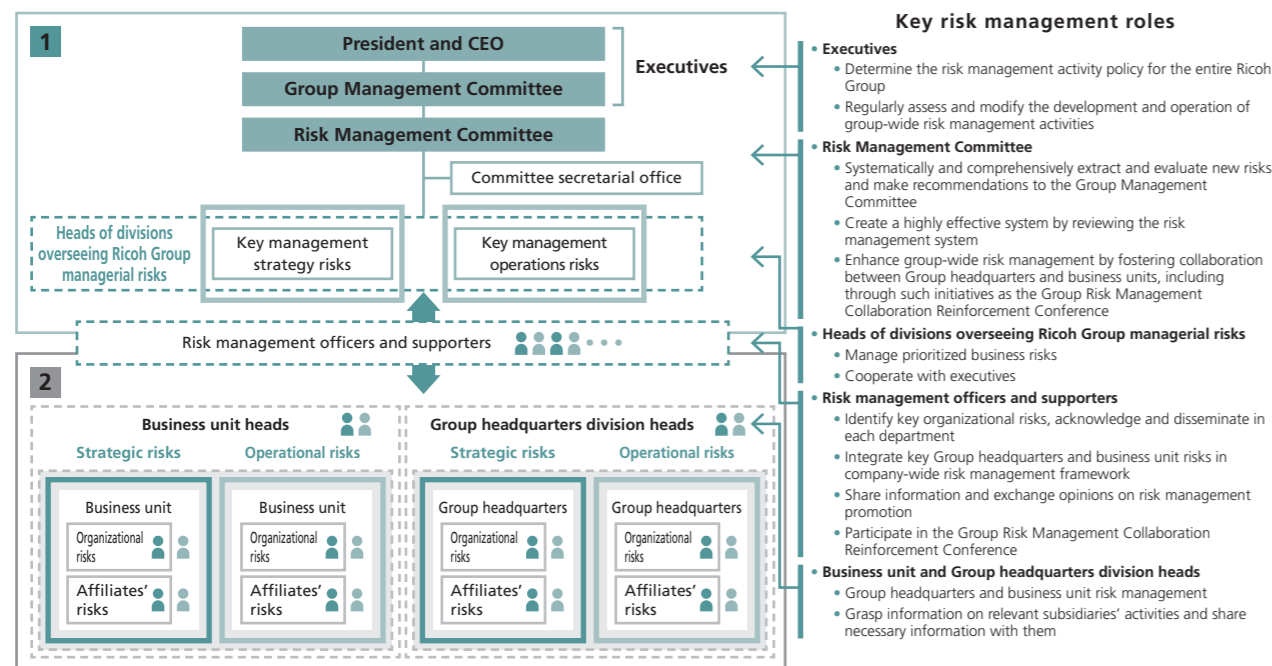 1
President and CEO
Group Management Committee
Executives
Risk Management Committee
Committee secretarial office
Heads of divisions
overseeing Ricoh Group
managerial risks
Key management
strategy risks
Key management
operations risks
Risk management officers and supporters
2
Business unit heads
Strategic risks
Operational risks
Business unit
Organizational
risks
Affiliates’
risks
Business unit
Organizational
risks
Affiliates’
risks
Group headquarters division heads
Strategic risks
Operational risks
Group headquarters
Organizational
risks
Affiliates’
risks
Group headquarters
Organizational
risks
Affiliates’
risks
Key risk management roles
• Executives
• Determine the risk management activity policy for the entire Ricoh
Group
• Regularly assess and modify the development and operation of
group-wide risk management activities
• Risk Management Committee
• Systematically and comprehensively extract and evaluate new risks
and make recommendations to the Group Management
Committee
• Create a highly effective system by reviewing the risk
management system
• Enhance group-wide risk management by fostering collaboration
between Group headquarters and business units, including
through such initiatives as the Group Risk Management
Collaboration Reinforcement Conference
• Heads of divisions overseeing Ricoh Group managerial risks
• Manage prioritized business risks
• Cooperate with executives
• Risk management officers and supporters
• Identify key organizational risks, acknowledge and disseminate in
each department
• Integrate key Group headquarters and business unit risks in
company-wide risk management framework
• Share information and exchange opinions on risk management
promotion
• Participate in the Group Risk Management Collaboration
Reinforcement Conference
• Business unit and Group headquarters division heads
• Group headquarters and business unit risk management
• Grasp information on relevant subsidiaries’ activities and share
necessary information with them